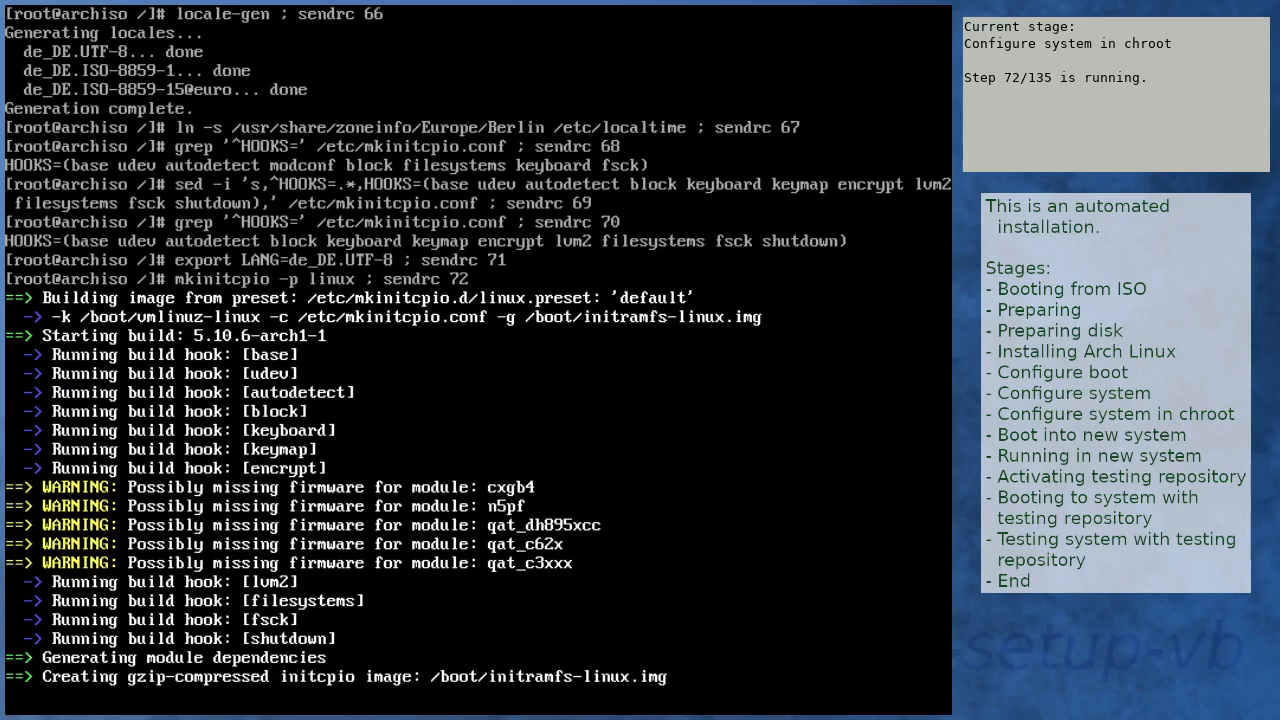 [root@archiso /]# locale-gen ; sendrc 66
Generating locales...
  de_DE.UTF-8... done
  de_DE.ISO-8859-1... done
  de_DE.ISO-8859-15@euro... done
Generation complete.
[root@archiso /]# ln -s /usr/share/zoneinfo/Europe/Berlin /etc/localtime ; sendrc 67
[root@archiso /]# grep '^HOOKS=' /etc/mkinitcpio.conf ; sendrc 68
HOOKS=(base udev autodetect modconf block filesystems keyboard fsck)
[root@archiso /]# sed -i 's,^HOOKS=.*,HOOKS=(base udev autodetect block keyboard keymap encrypt lvm2
 filesystems fsck shutdown),' /etc/mkinitcpio.conf ; sendrc 69
[root@archiso /]# grep '^HOOKS=' /etc/mkinitcpio.conf ; sendrc 70
HOOKS=(base udev autodetect block keyboard keymap encrypt lvm2 filesystems fsck shutdown)
[root@archiso /]# export LANG=de_DE.UTF-8 ; sendrc 71
[root@archiso /]# mkinitcpio -p linux ; sendrc 72
==> Building image from preset: /etc/mkinitcpio.d/linux.preset: 'default'
  -> -k /boot/vmlinuz-linux -c /etc/mkinitcpio.conf -g /boot/initramfs-linux.img
==> Starting build: 5.10.6-arch1-1
  -> Running build hook: [base]
  -> Running build hook: [udev]
  -> Running build hook: [autodetect]
  -> Running build hook: [block]
  -> Running build hook: [keyboard]
  -> Running build hook: [keymap]
  -> Running build hook: [encrypt]
==> WARNING: Possibly missing firmware for module: cxgb4
==> WARNING: Possibly missing firmware for module: n5pf
==> WARNING: Possibly missing firmware for module: qat_dh895xcc
==> WARNING: Possibly missing firmware for module: qat_c62x
==> WARNING: Possibly missing firmware for module: qat_c3xxx
  -> Running build hook: [lvm2]
  -> Running build hook: [filesystems]
  -> Running build hook: [fsck]
  -> Running build hook: [shutdown]
==> Generating module dependencies
==> Creating gzip-compressed initcpio image: /boot/initramfs-linux.img
Current stage:
Configure system in chroot
Step 72/135 is running.
This is an automated
installation.
Stages:
- Booting from ISO
- Preparing
- Preparing disk
- Installing Arch Linux
- Configure boot
- Configure system
- Configure system in chroot
- Boot into new system
- Running in new system
- Activating testing repository
- Booting to system with
testing repository
- Testing system with testing
repository
- End
setup-vb